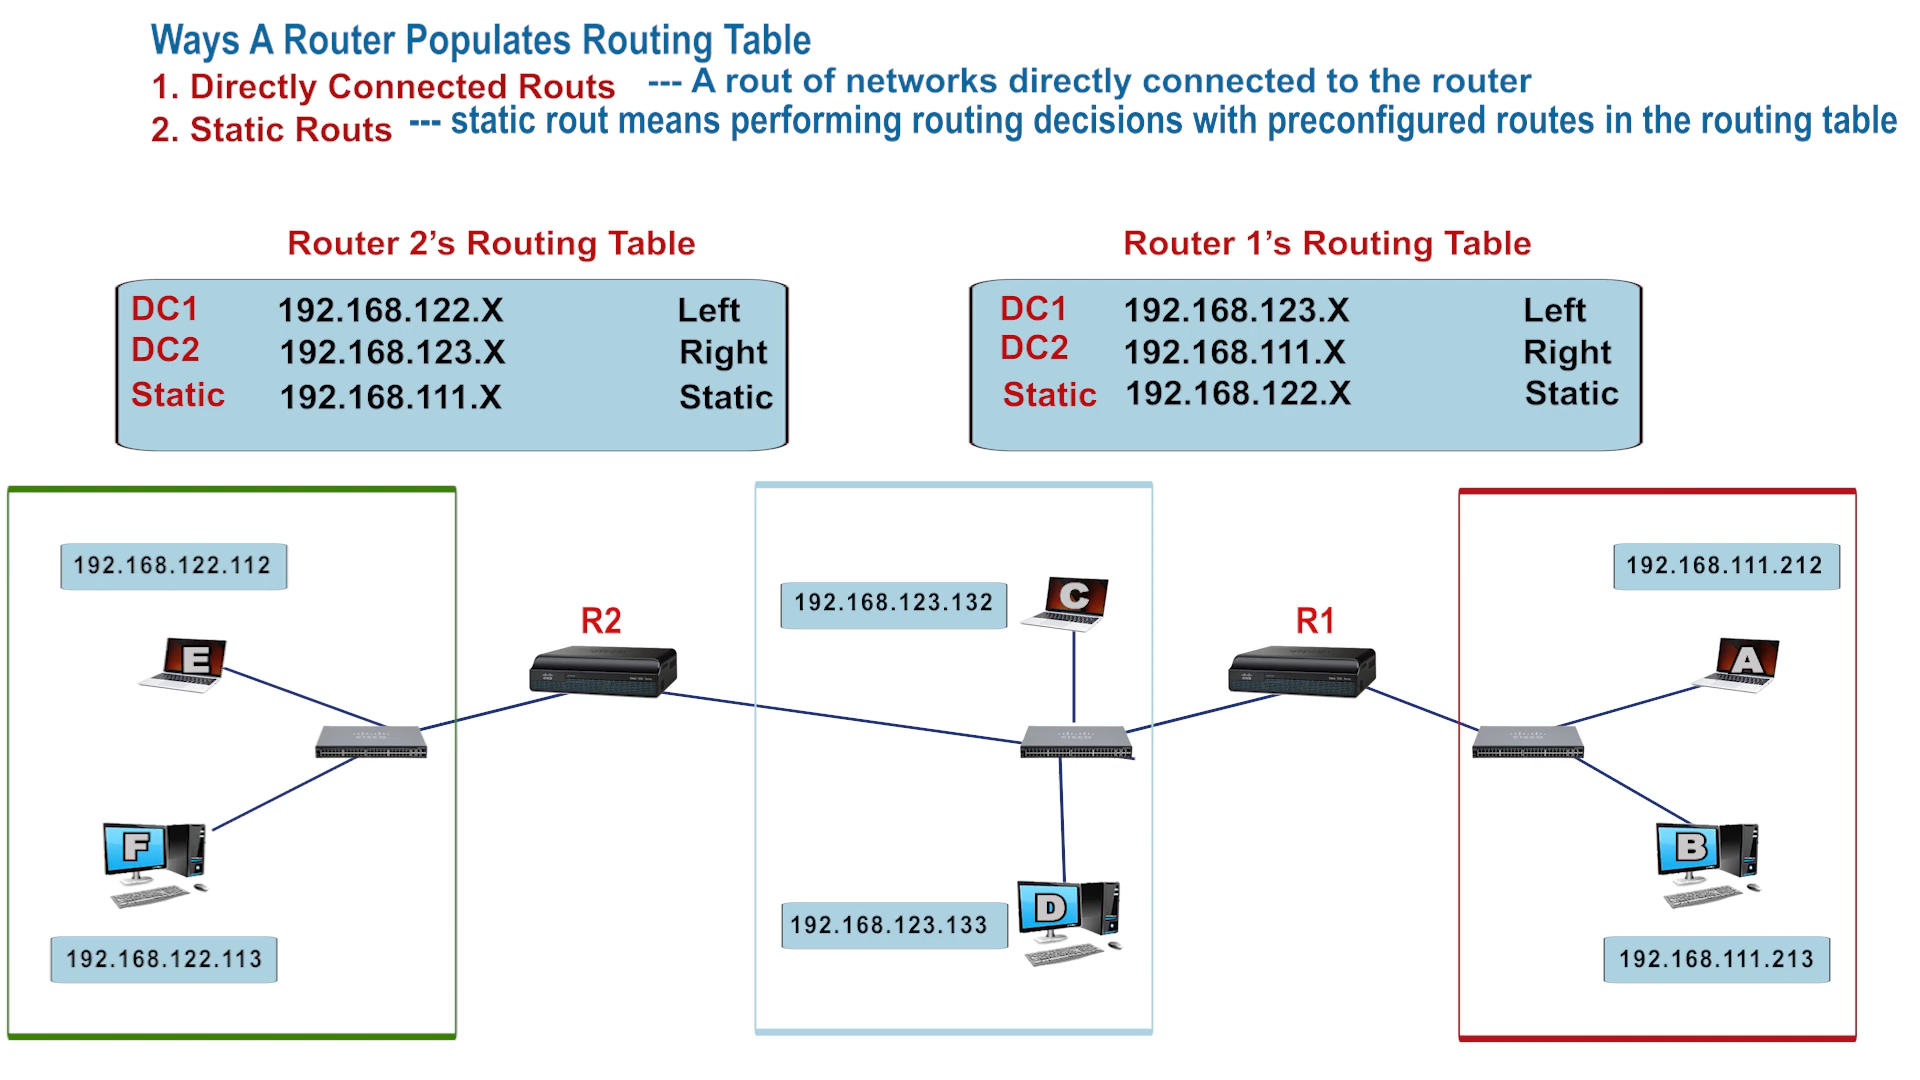 Ways A Router Populates Routing Table
1. Directly Connected Routs --- A rout of networks directly connected to the router
2. Static Routs --- static rout means performing routing decisions with preconfigured routes in the routing table
Router 2’s Routing Table
DC1 192.168.122.X Left
DC2 192.168.123.X Right
Static 192.168.111.X Static
Router 1’s Routing Table
DC1 192.168.123.X Left
DC2 192.168.111.X Right
Static 192.168.122.X Static
192.168.122.112
E
F
192.168.122.113
R2
192.168.123.132
C
192.168.123.133
D
R1
192.168.111.212
A
B
192.168.111.213